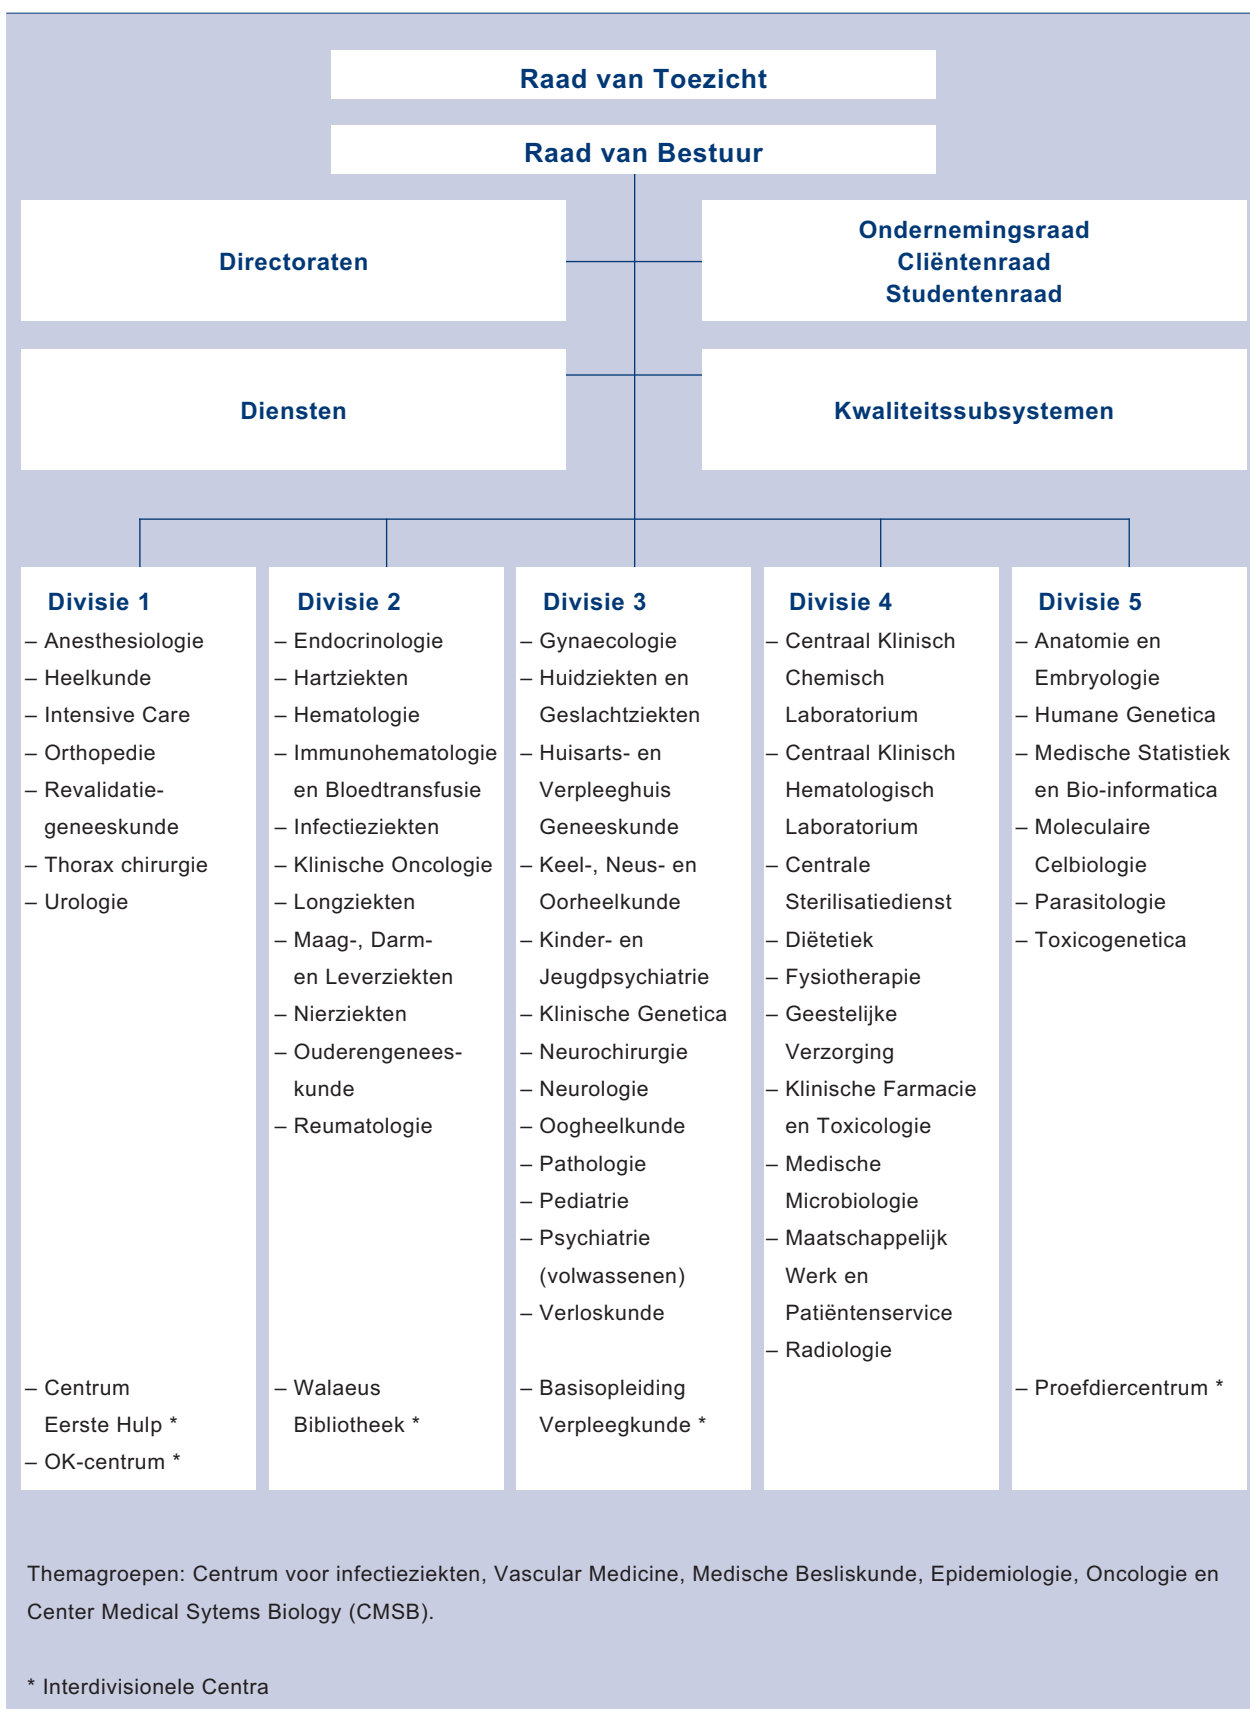 Raad van Toezicht
Raad van Bestuur
Directoraten
Ondernemingsraad
Cliëntenraad
Studentenraad
Diensten
Kwaliteitssubsystemen
Divisie 1
– Anesthesiologie
– Heelkunde
– Intensive Care
– Orthopedie
– Revalidatie-
geneeskunde
– Thorax chirurgie
– Urologie
– Centrum
Eerste Hulp *
– OK-centrum *
Divisie 2
– Endocrinologie
– Hartziekten
– Hematologie
– Immunohematologie
en Bloedtransfusie
– Infectieziekten
– Klinische Oncologie
– Longziekten
– Maag-, Darm-
en Leverziekten
– Nierziekten
– Ouderengenees-
kunde
– Reumatologie
– Walaeus
Bibliotheek *
Divisie 3
– Gynaecologie
– Huidziekten en
Geslachtziekten
– Huisarts- en
Verpleeghuis
Geneeskunde
– Keel-, Neus- en
Oorheelkunde
– Kinder- en
Jeugdpsychiatrie
– Klinische Genetica
– Neurochirurgie
– Neurologie
– Oogheelkunde
– Pathologie
– Pediatrie
– Psychiatrie
(volwassenen)
– Verloskunde
– Basisopleiding
Verpleegkunde *
Divisie 4
– Centraal Klinisch
Chemisch
Laboratorium
– Centraal Klinisch
Hematologisch
Laboratorium
– Centrale
Sterilisatiedienst
– Diëtetiek
– Fysiotherapie
– Geestelijke
Verzorging
– Klinische Farmacie
en Toxicologie
– Medische
Microbiologie
– Maatschappelijk
Werk en
Patiëntenservice
– Radiologie
Divisie 5
– Anatomie en
Embryologie
– Humane Genetica
– Medische Statistiek
en Bio-informatica
– Moleculaire
Celbiologie
– Parasitologie
– Toxicogenetica
– Proefdiercentrum *
Themagroepen: Centrum voor infectieziekten, Vascular Medicine, Medische Besliskunde, Epidemiologie, Oncologie en
Center Medical Sytems Biology (CMSB).
* Interdivisionele Centra